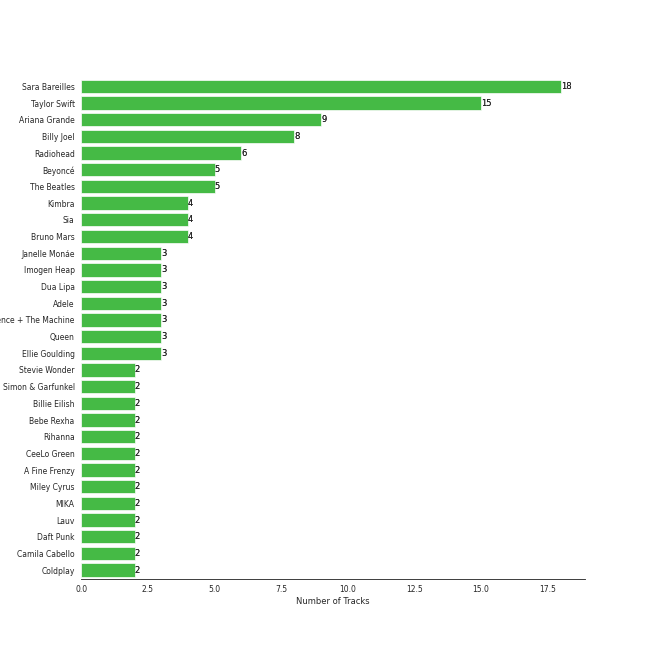 Sara Bareilles 18
Taylor Swift 15
Ariana Grande 9
Billy Joel 8
Radiohead 6
Beyoncé 5
The Beatles 5
Kimbra 4
Sia 4
Bruno Mars 4
Janelle Monáe 3
Imogen Heap 3
Dua Lipa 3
Adele 3
ence + The Machine 3
Queen 3
Ellie Goulding 3
Stevie Wonder 2
Simon & Garfunkel 2
Billie Eilish 2
Bebe Rexha 2
Rihanna 2
CeeLo Green 2
A Fine Frenzy 2
Miley Cyrus 2
MIKA 2
Lauv 2
Daft Punk 2
Camila Cabello 2
Coldplay 2
0.0 2.5 5.0 7.5 10.0 12.5 15.0 17.5
Number of Tracks